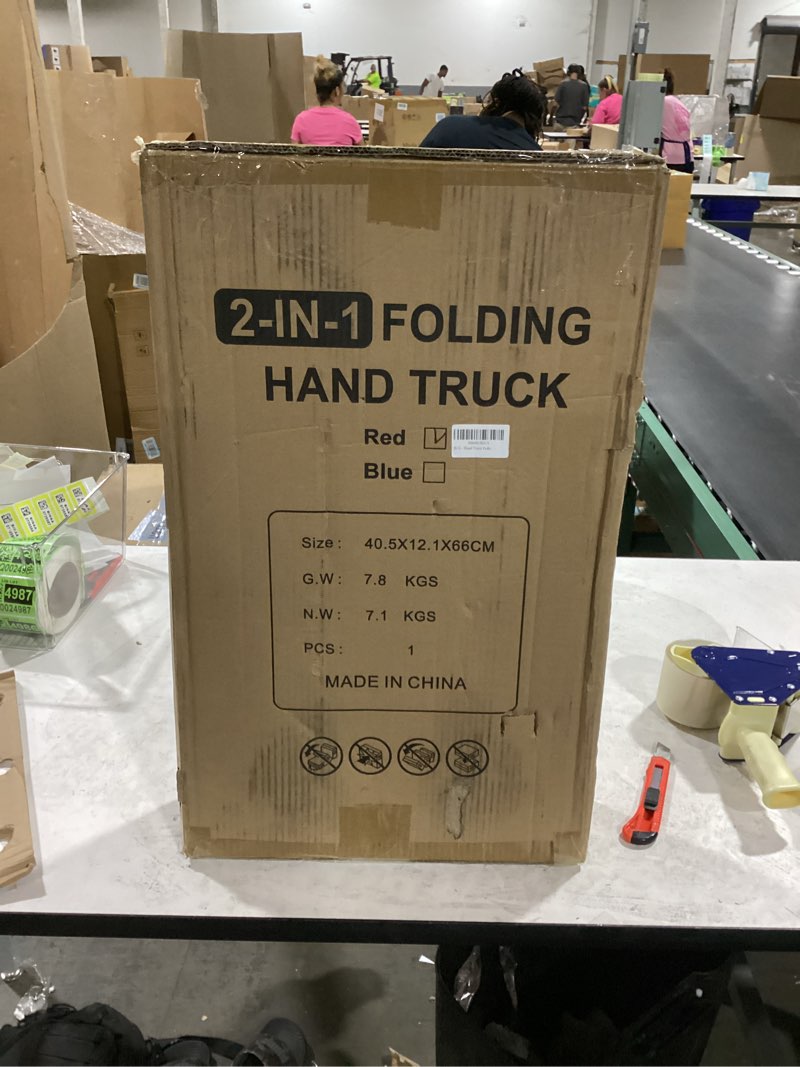 2-IN-1 FOLDING
HAND TRUCK
Red
Blue
Size : 40.5X12.1X66CM
G.W : 7.8 KGS
N.W : 7.1 KGS
PCS : 1
MADE IN CHINA
4987
0024987